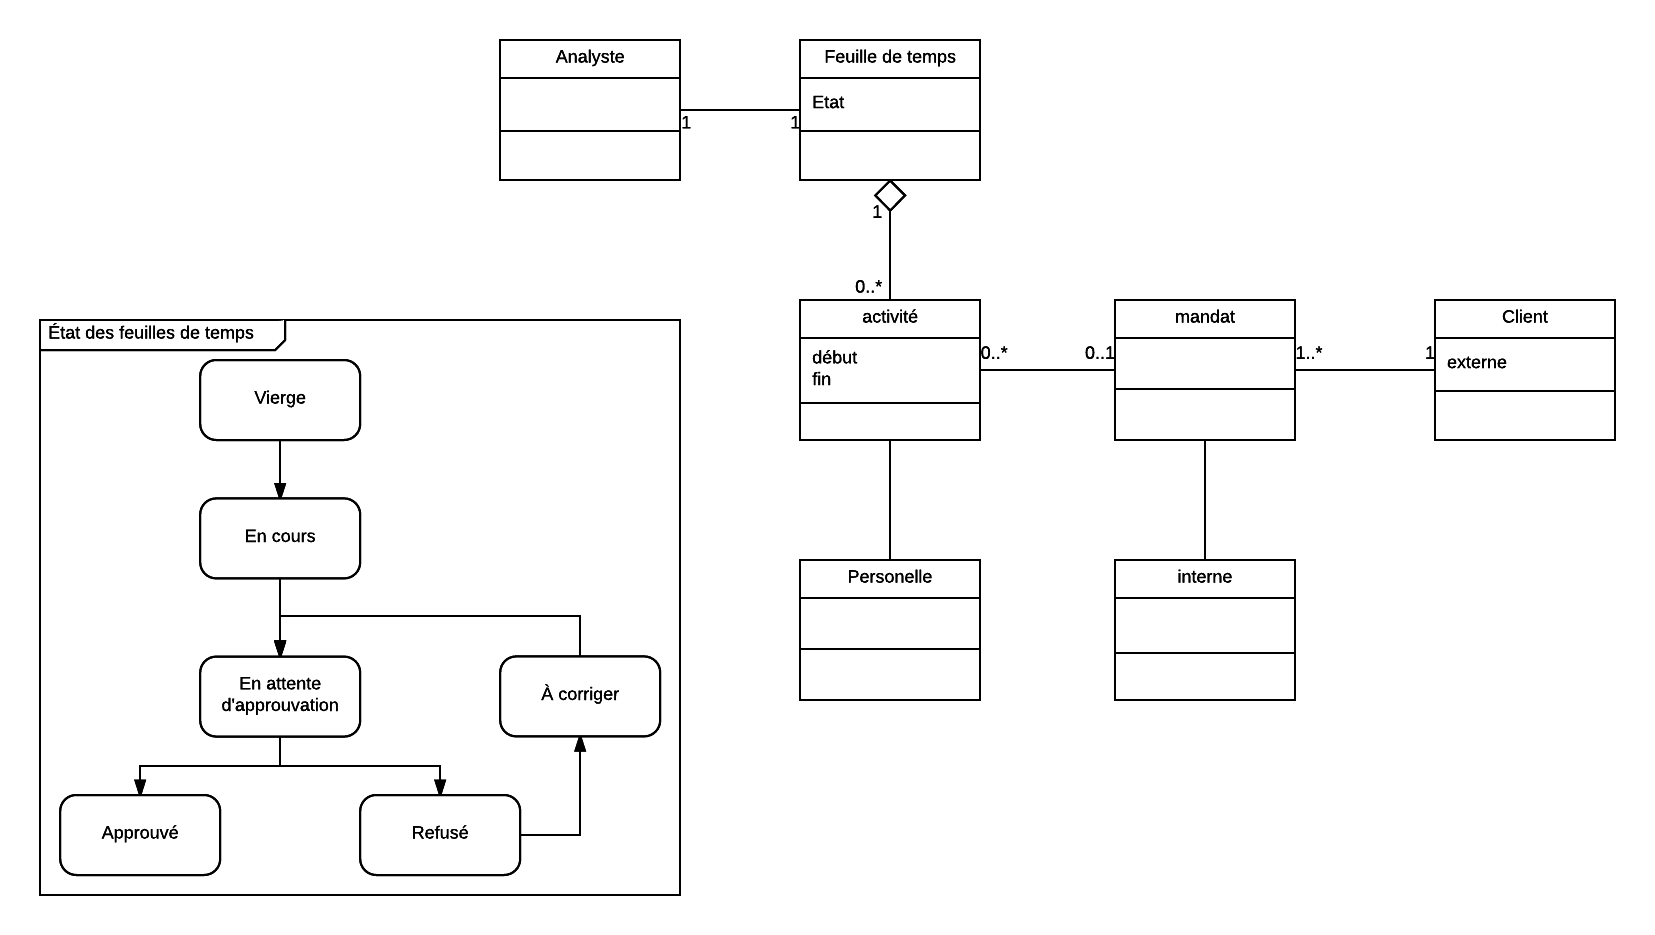 Analyste
Feuille de temps
Etat
1
1
1
0..*
activité
début
fin
0..*
0..1
mandat
1..*
1
Client
externe
Personelle
interne
État des feuilles de temps
Vierge
En cours
En attente
d'approuvation
À corriger
Approuvé
Refusé